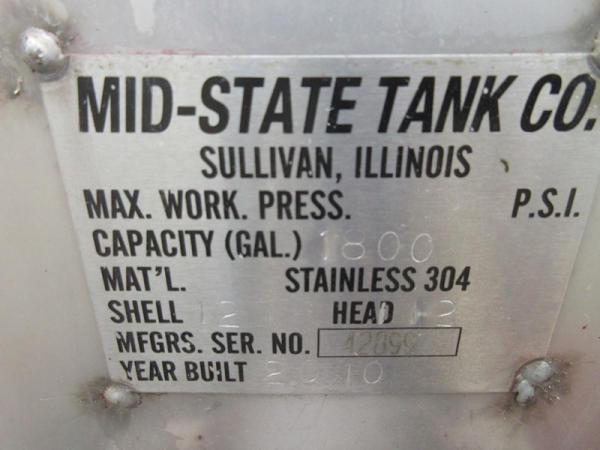 MID-STATE TANK CO.
SULLIVAN, ILLINOIS
MAX. WORK. PRESS. P.S.I.
CAPACITY (GAL.) 1800
MAT'L. STAINLESS 304
SHELL 12 HEAD 12
MFGRS. SER. NO. 42899
YEAR BUILT 2010